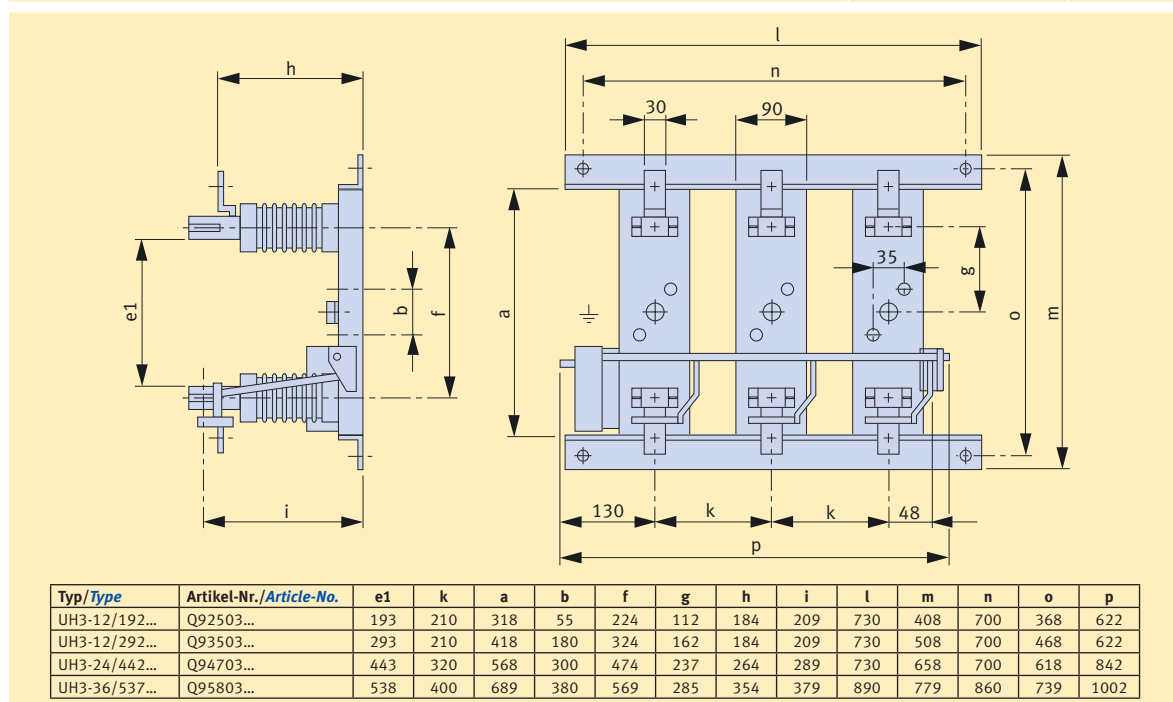 l
h
n
30
90
35
g
e1
b
f
a
o
m
i
130
k
k
48
p
Typ/Type Artikel-Nr./Article-No. e1 k a b f g h i l m n o p
UH3-12/192... Q92503... 193 210 318 55 224 112 184 209 730 408 700 368 622
UH3-12/292... Q93503... 293 210 418 180 324 162 184 209 730 508 700 468 622
UH3-24/442... Q94703... 443 320 568 300 474 237 264 289 730 658 700 618 842
UH3-36/537... Q95803... 538 400 689 380 569 285 354 379 890 779 860 739 1002